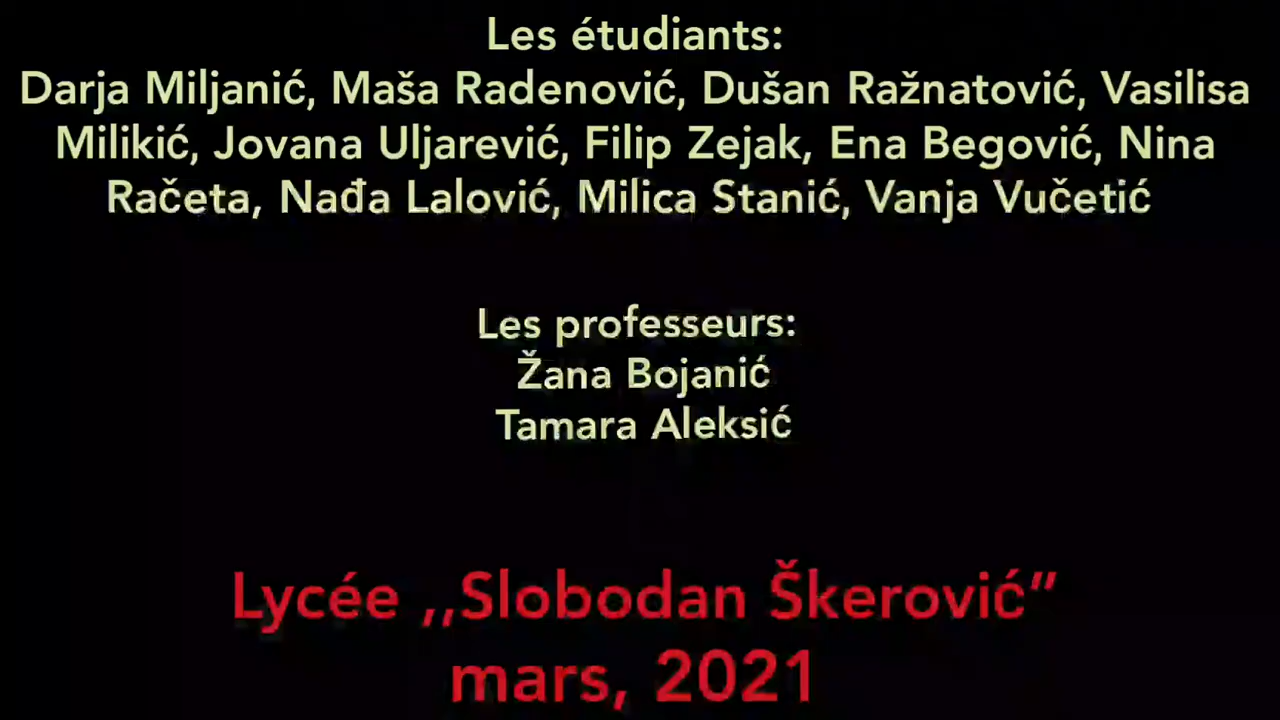 Les étudiants:
Darja Miljanić, Maša Radenović, Dušan Ražnatović, Vasilisa
Milikić, Jovana Uljarević, Filip Zejak, Ena Begović, Nina
Račeta, Nađa Lalović, Milica Stanić, Vanja Vučetić
Les professeurs:
Žana Bojanić
Tamara Aleksić
Lycée ,,Slobodan Škerović”
mars, 2021